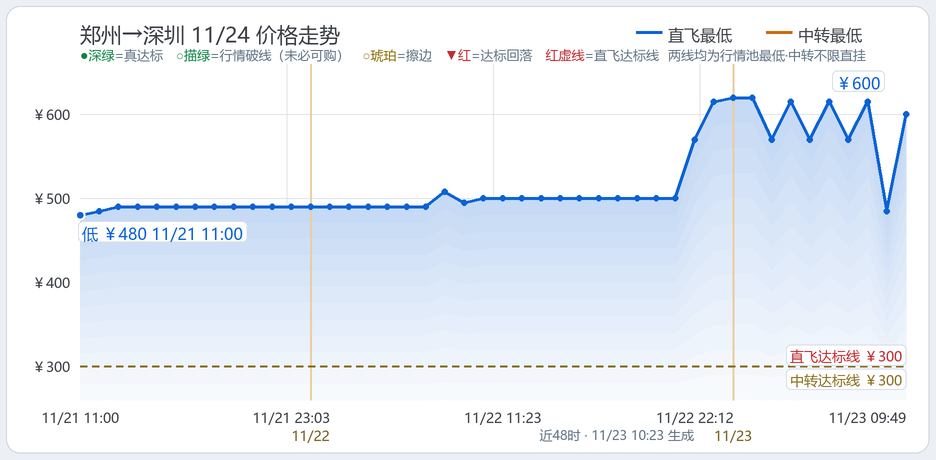 郑州→深圳 11/24 价格走势
直飞最低 中转最低
●深绿=真达标 ○描绿=行情破线（未必可购） ○琥珀=擦边 ▼红=达标回落 红虚线=直飞达标线 两线均为行情池最低·中转不限直挂
￥600
￥600
￥500
低 ￥480 11/21 11:00
￥400
￥300
直飞达标线 ￥300
中转达标线 ￥300
11/21 11:00 11/21 23:03 11/22 11:23 11/22 22:12 11/23 09:49
11/22 近48时 · 11/23 10:23 生成 11/23